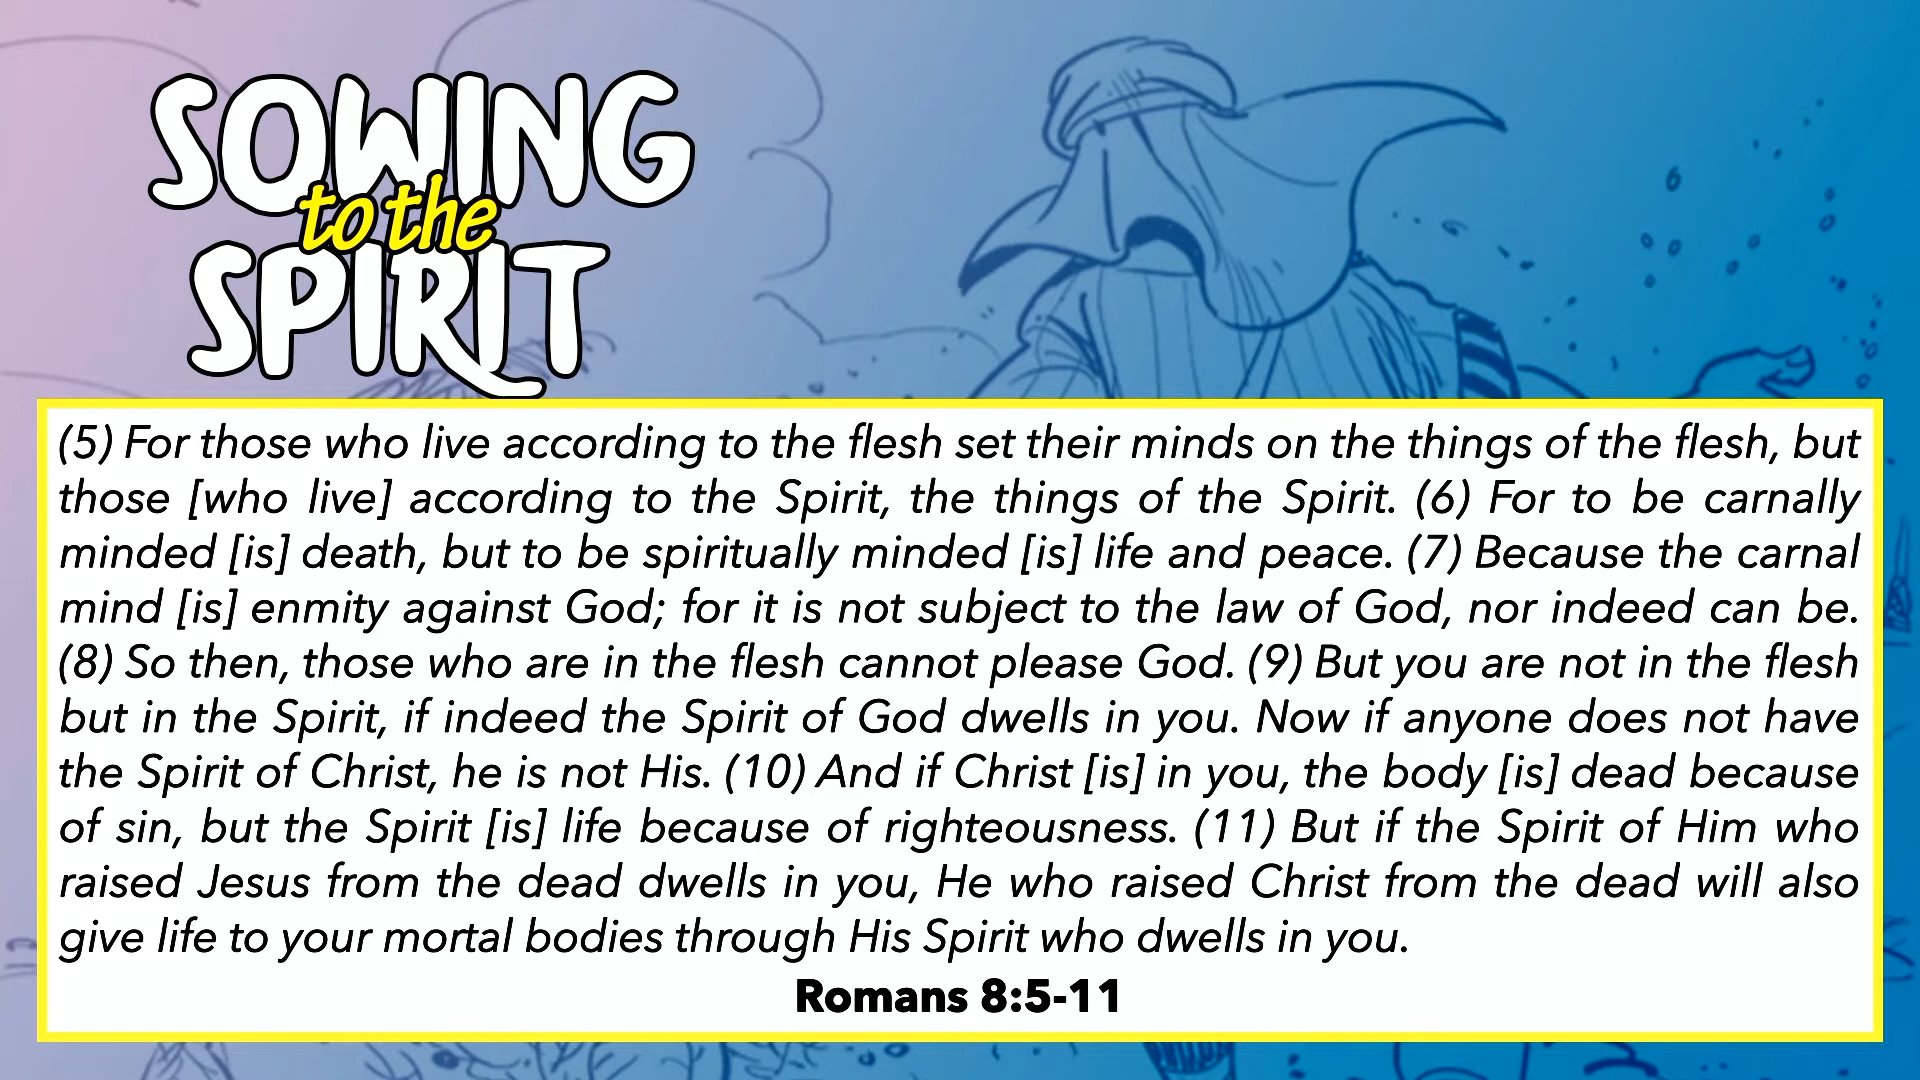 SOWING
to the
SPIRIT
(5) For those who live according to the flesh set their minds on the things of the flesh, but
those [who live] according to the Spirit, the things of the Spirit. (6) For to be carnally
minded [is] death, but to be spiritually minded [is] life and peace. (7) Because the carnal
mind [is] enmity against God; for it is not subject to the law of God, nor indeed can be.
(8) So then, those who are in the flesh cannot please God. (9) But you are not in the flesh
but in the Spirit, if indeed the Spirit of God dwells in you. Now if anyone does not have
the Spirit of Christ, he is not His. (10) And if Christ [is] in you, the body [is] dead because
of sin, but the Spirit [is] life because of righteousness. (11) But if the Spirit of Him who
raised Jesus from the dead dwells in you, He who raised Christ from the dead will also
give life to your mortal bodies through His Spirit who dwells in you.
Romans 8:5-11